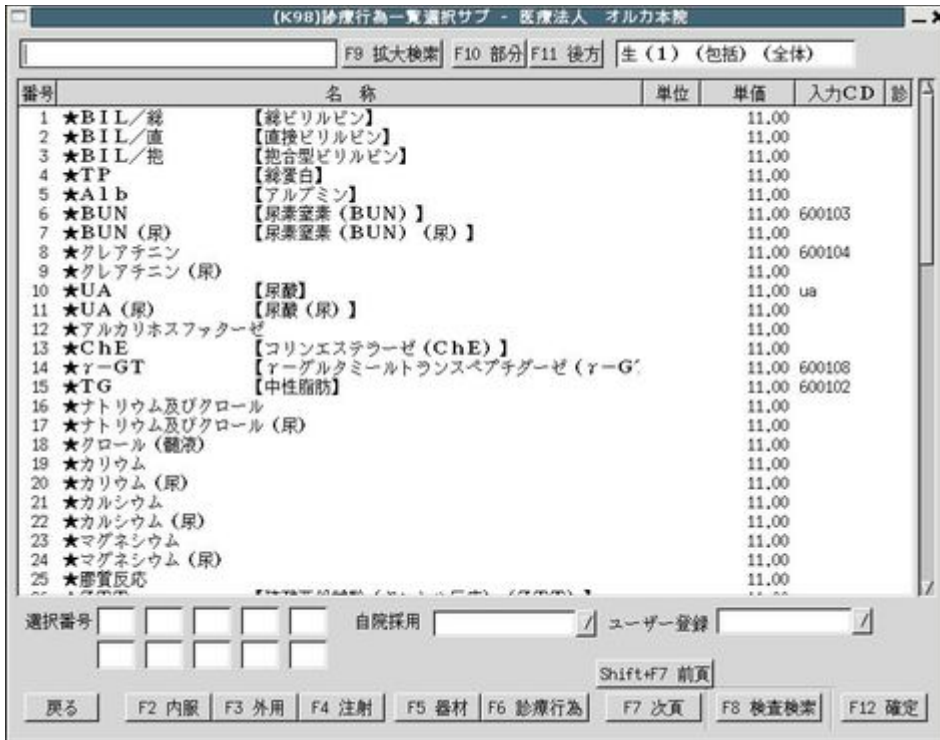 (K98)診療行為一覧選択サブ - 医療法人 オルカ本院
F9 拡大検索 F10 部分 F11 後方 生(1) (包括) (全体)
番号 名 称 単位 単価 入力CD 診
1 ★BIL/総 【総ビリルビン】 11.00
2 ★BIL/直 【直接ビリルビン】 11.00
3 ★BIL/抱 【抱合型ビリルビン】 11.00
4 ★TP 【総蛋白】 11.00
5 ★Alb 【アルブミン】 11.00
6 ★BUN 【尿素窒素(BUN)】 11.00 600103
7 ★BUN(尿) 【尿素窒素(BUN)(尿)】 11.00
8 ★クレアチニン 11.00 600104
9 ★クレアチニン(尿) 11.00
10 ★UA 【尿酸】 11.00 ua
11 ★UA(尿) 【尿酸(尿)】 11.00
12 ★アルカリホスファターゼ 11.00
13 ★ChE 【コリンエステラーゼ(ChE)】 11.00
14 ★γ-GT 【γ-グルタミールトランスペプチダーゼ(γ-G 11.00 600108
15 ★TG 【中性脂肪】 11.00 600102
16 ★ナトリウム及びクロール 11.00
17 ★ナトリウム及びクロール(尿) 11.00
18 ★クロール(髄液) 11.00
19 ★カリウム 11.00
20 ★カリウム(尿) 11.00
21 ★カルシウム 11.00
22 ★カルシウム(尿) 11.00
23 ★マグネシウム 11.00
24 ★マグネシウム(尿) 11.00
25 ★膠質反応 11.00
選択番号 自院採用 ユーザー登録
Shift+F7 前頁
戻る F2 内服 F3 外用 F4 注射 F5 器材 F6 診療行為 F7 次頁 F8 検査検索 F12 確定